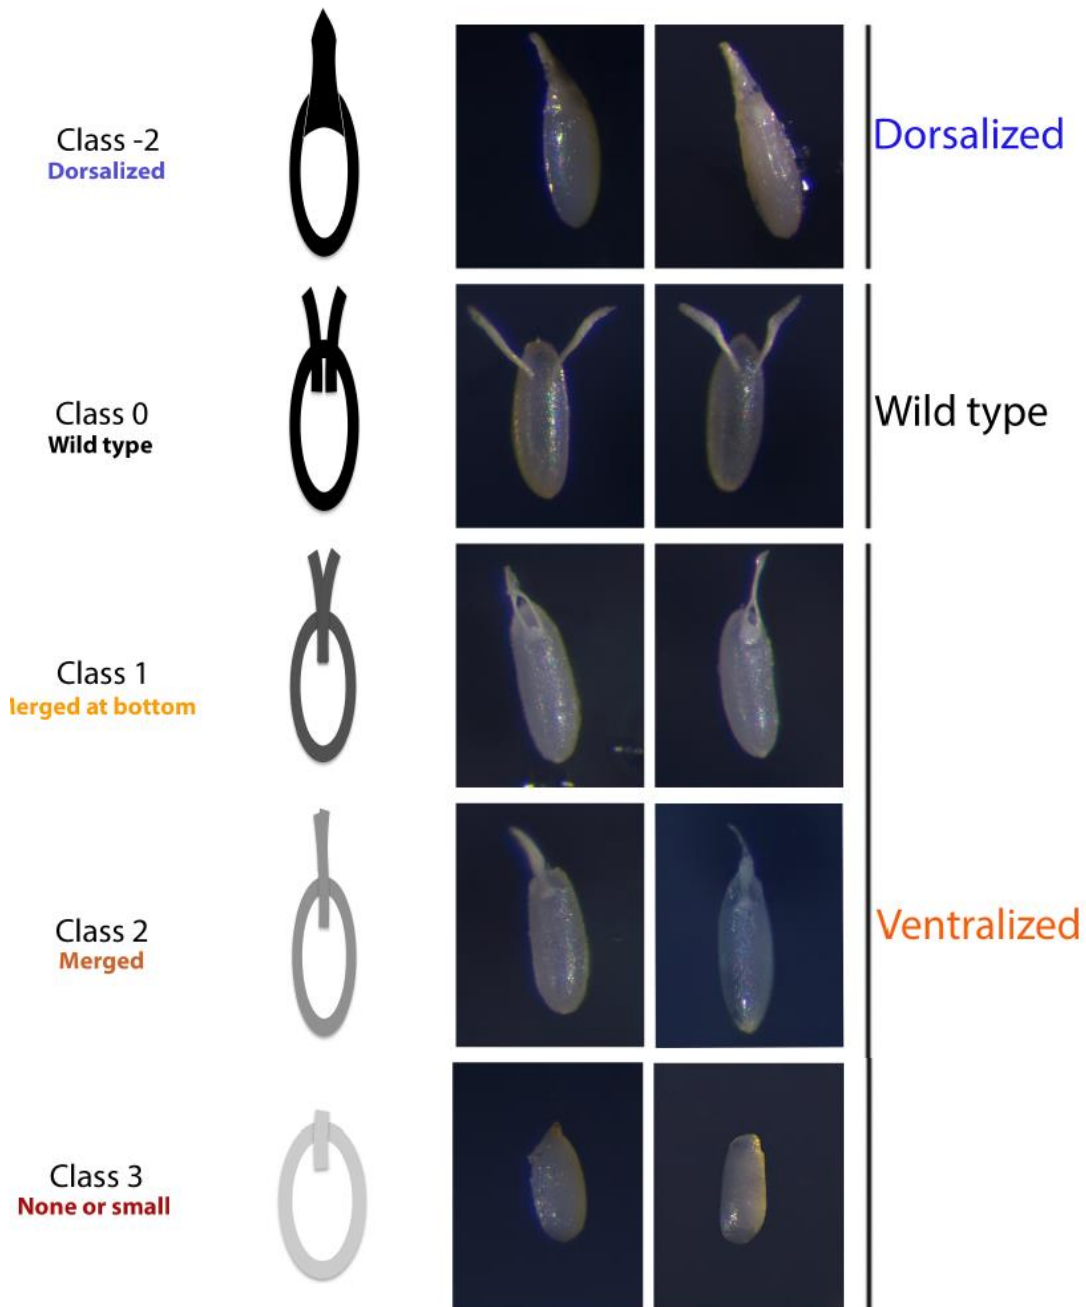 Class -2
Dorsalized
Dorsalized
Class 0
Wild type
Wild type
Class 1
lerged at bottom
Class 2
Merged
Ventralized
Class 3
None or small